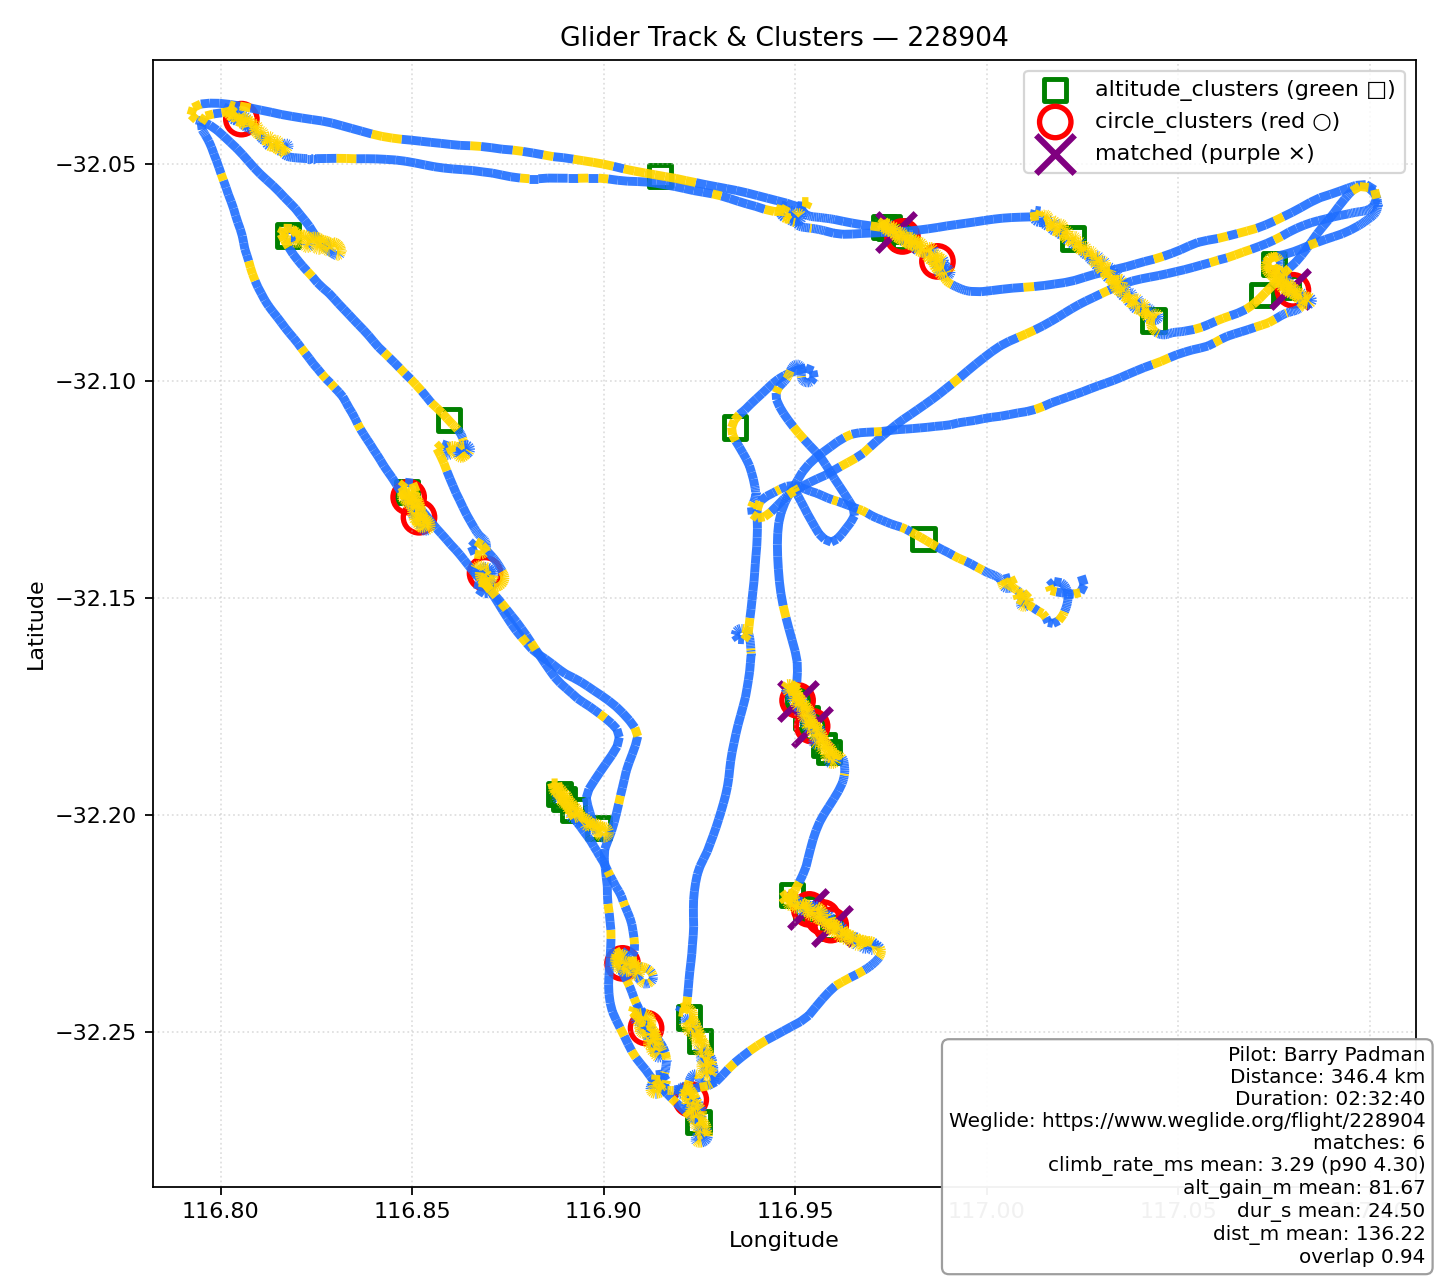 Glider Track & Clusters — 228904
altitude_clusters (green □)
circle_clusters (red ○)
matched (purple ×)
−32.05
−32.10
−32.15
−32.20
−32.25
Latitude
116.80
116.85
116.90
116.95
117.00
117.05
Longitude
Pilot: Barry Padman
Distance: 346.4 km
Duration: 02:32:40
Weglide: https://www.weglide.org/flight/228904
matches: 6
climb_rate_ms mean: 3.29 (p90 4.30)
alt_gain_m mean: 81.67
dur_s mean: 24.50
dist_m mean: 136.22
overlap 0.94